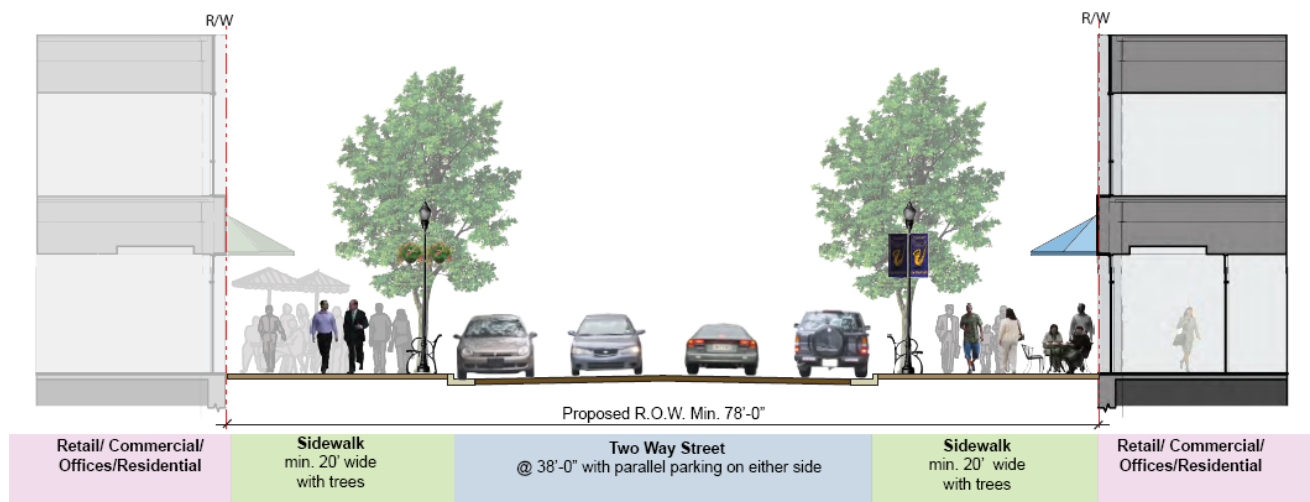 R/W
R/W
Proposed R.O.W. Min. 78'-0"
Retail/ Commercial/
Offices/Residential
Sidewalk
min. 20' wide
with trees
Two Way Street
@ 38'-0" with parallel parking on either side
Sidewalk
min. 20' wide
with trees
Retail/ Commercial/
Offices/Residential